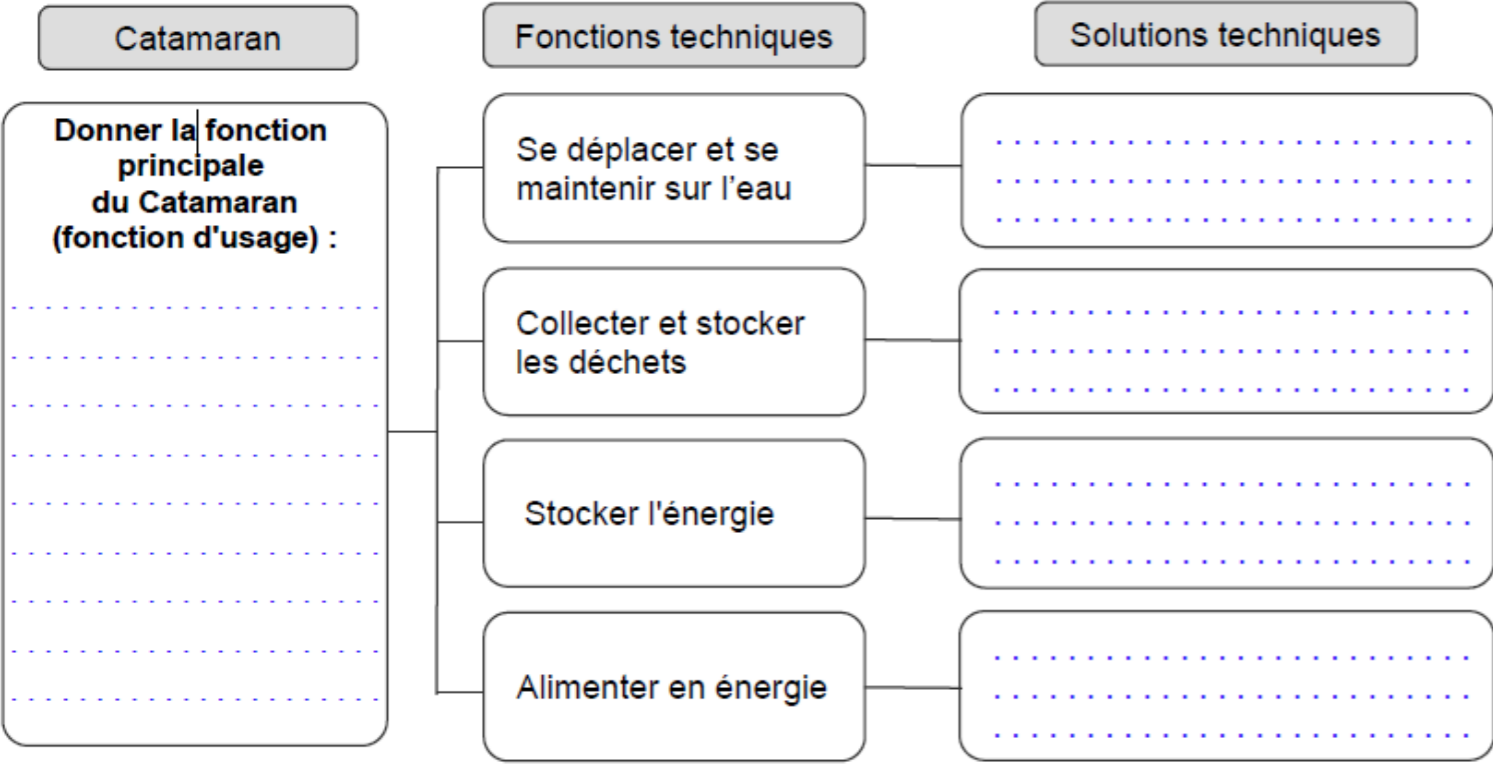 Catamaran
Fonctions techniques
Solutions techniques
Donner la fonction
principale
du Catamaran
(fonction d'usage) :
Se déplacer et se
maintenir sur l’eau
Collecter et stocker
les déchets
Stocker l'énergie
Alimenter en énergie